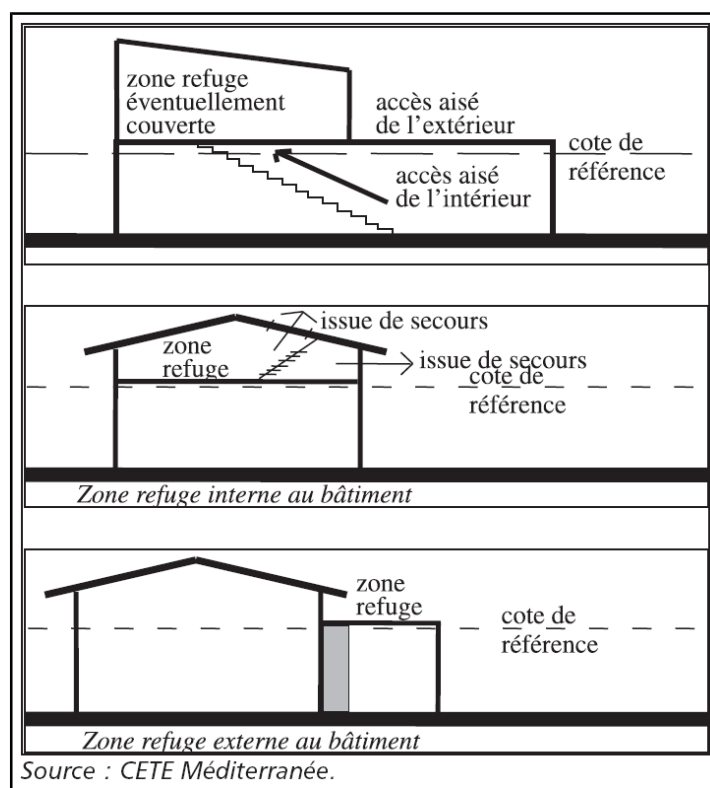 zone refuge
éventuellement
couverte
accès aisé
de l'extérieur
cote de
référence
accès aisé
de l'intérieur
issue de secours
zone
refuge
issue de secours
cote de
référence
Zone refuge interne au bâtiment
zone
refuge
cote de
référence
Zone refuge externe au bâtiment
Source : CETE Méditerranée.